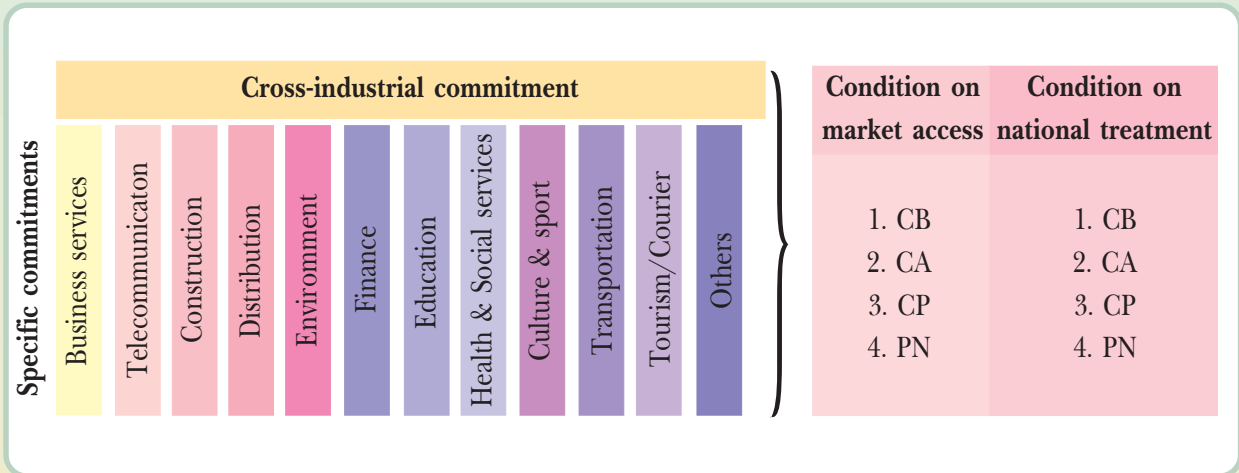 Cross-industrial commitment
Specific commitments
Business services
Telecommunicaton
Construction
Distribution
Environment
Finance
Education
Health & Social services
Culture & sport
Transportation
Tourism/Courier
Others
Condition on
market access
1. CB
2. CA
3. CP
4. PN
Condition on
national treatment
1. CB
2. CA
3. CP
4. PN